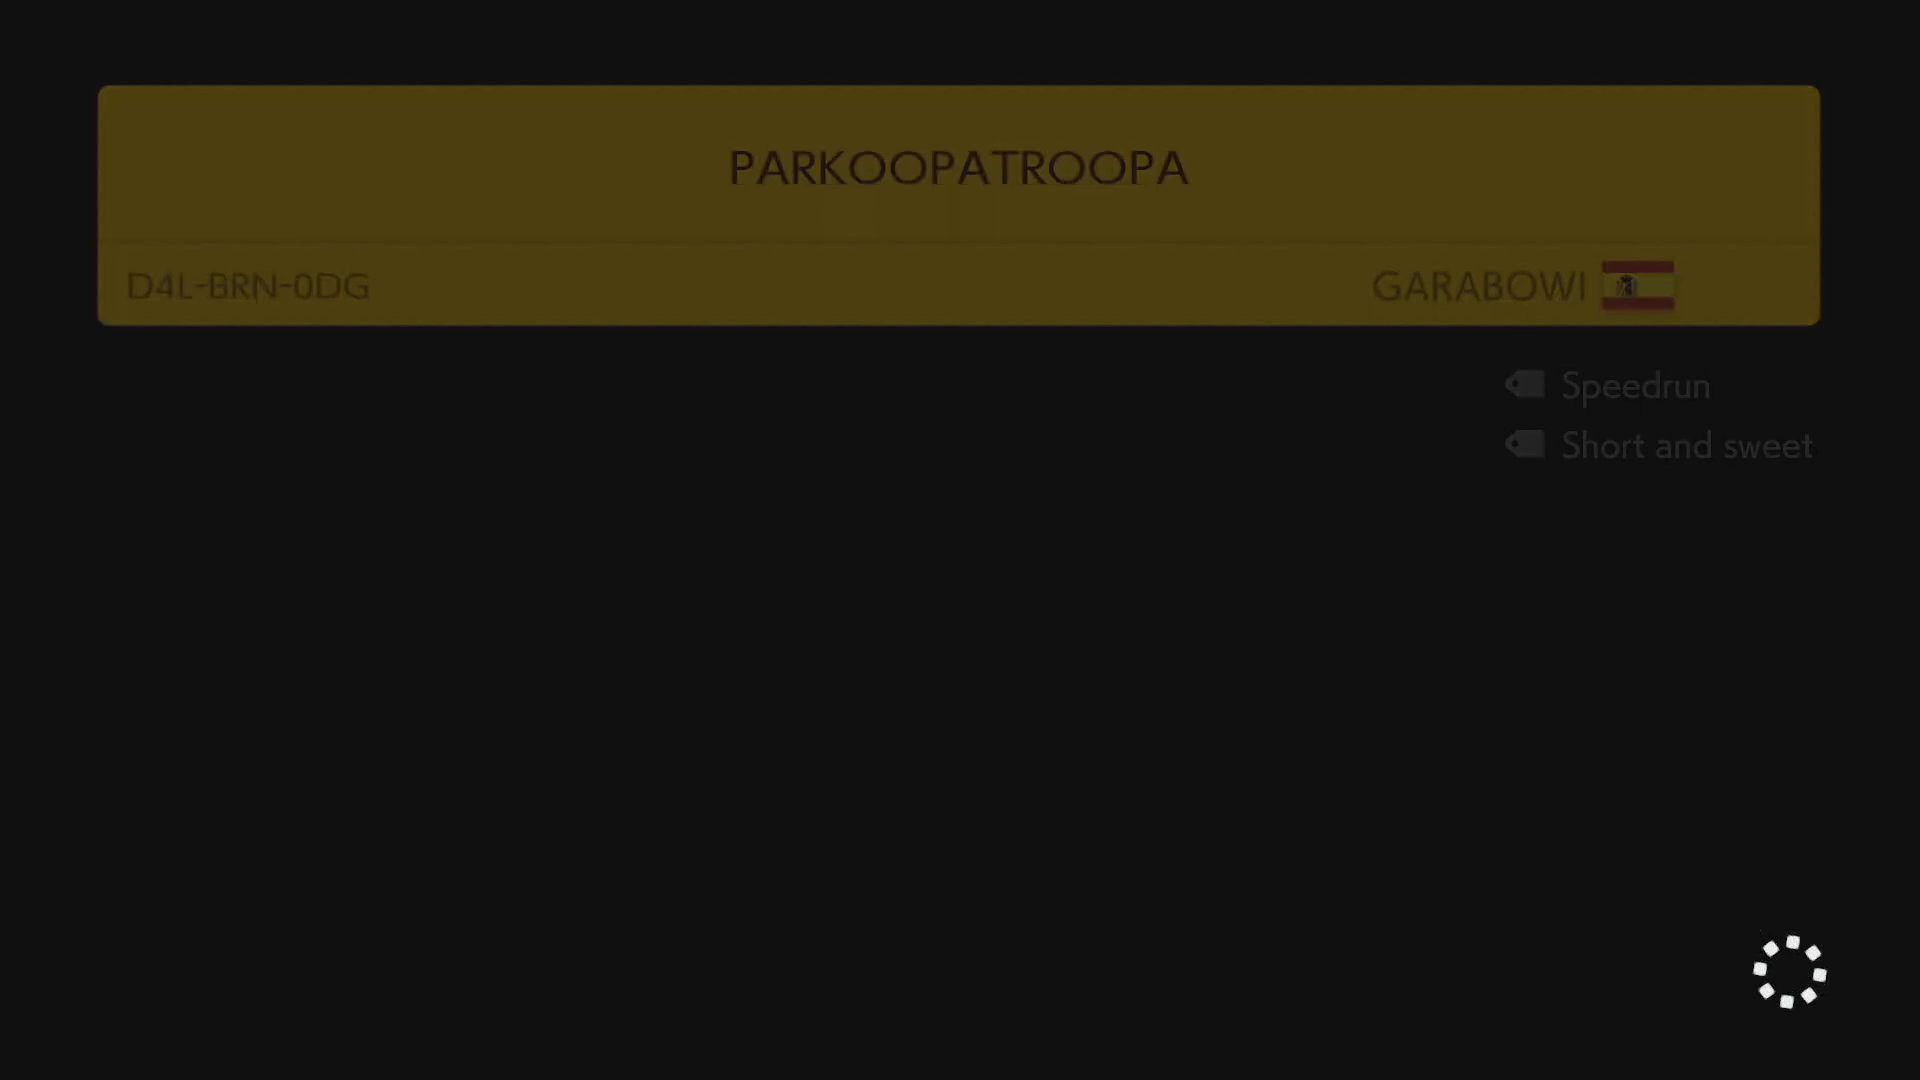 PARKOOPATROOPA
D4L-BRN-0DG
GARABOWI
Speedrun
Short and sweet